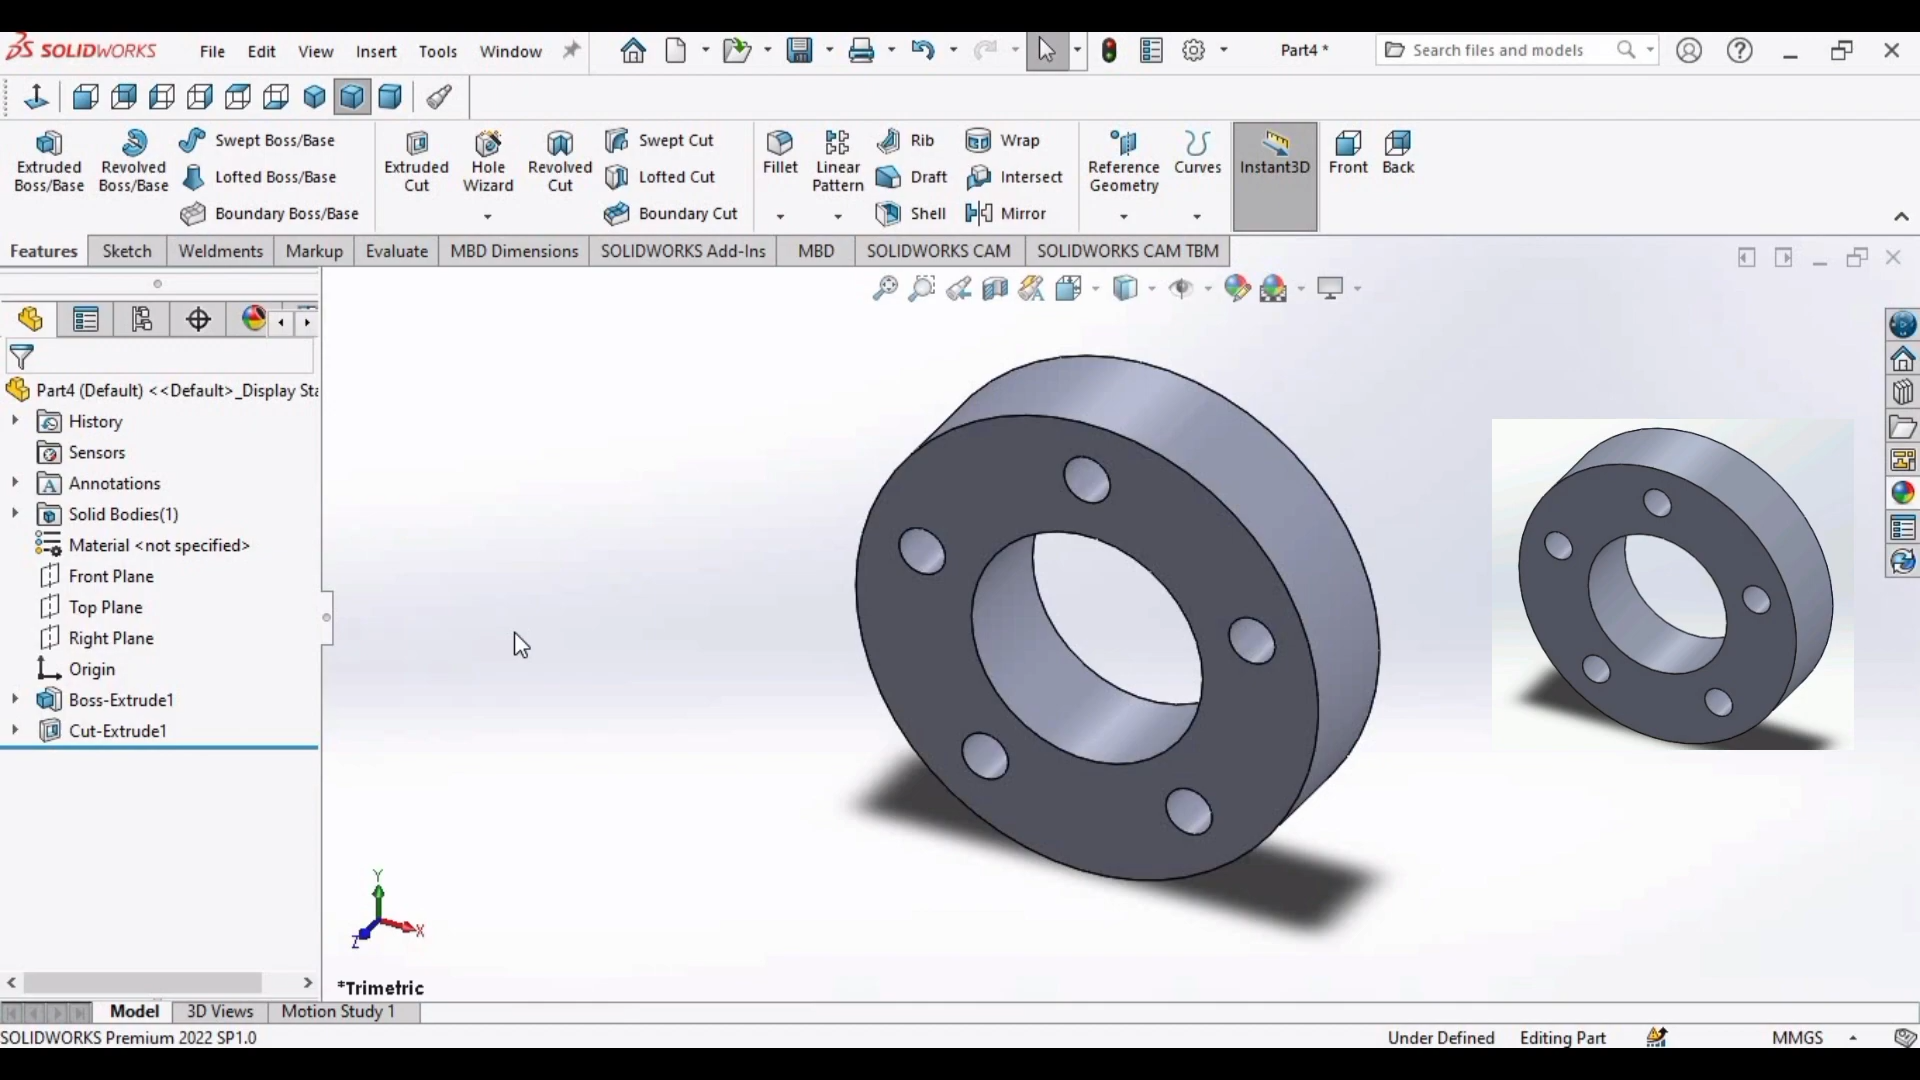 SOLIDWORKS File Edit View Insert Tools Window Part4 * Search files and models
Extruded Boss/Base
Revolved Boss/Base
Swept Boss/Base
Lofted Boss/Base
Boundary Boss/Base
Extruded Cut
Hole Wizard
Revolved Cut
Swept Cut
Lofted Cut
Boundary Cut
Fillet
Linear Pattern
Rib
Draft
Shell
Wrap
Intersect
Mirror
Reference Geometry
Curves
Instant3D
Front
Back
Features Sketch Weldments Markup Evaluate MBD Dimensions SOLIDWORKS Add-Ins MBD SOLIDWORKS CAM SOLIDWORKS CAM TBM
Part4 (Default) <<Default>_Display Sta
History
Sensors
Annotations
Solid Bodies(1)
Material <not specified>
Front Plane
Top Plane
Right Plane
Origin
Boss-Extrude1
Cut-Extrude1
Y
X
Z
*Trimetric
Model 3D Views Motion Study 1
SOLIDWORKS Premium 2022 SP1.0 Under Defined Editing Part MMGS